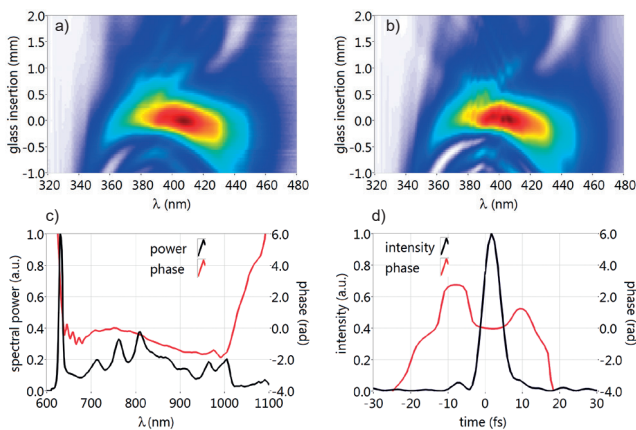 a)
2.0
1.5
1.0
0.5
0.0
-0.5
-1.0
glass insertion (mm)
320 340 360 380 400 420 440 460 480
λ (nm)
b)
2.0
1.5
1.0
0.5
0.0
-0.5
-1.0
glass insertion (mm)
320 340 360 380 400 420 440 460 480
λ (nm)
c)
1.0
0.8
0.6
0.4
0.2
0.0
spectral power (a.u.)
power
phase
6.0
4.0
2.0
0.0
-2.0
-4.0
phase (rad)
600 700 800 900 1000 1100
λ (nm)
d)
1.0
0.8
0.6
0.4
0.2
0.0
intensity (a.u.)
intensity
phase
6.0
4.0
2.0
0.0
-2.0
-4.0
phase (rad)
-30 -20 -10 0 10 20 30
time (fs)